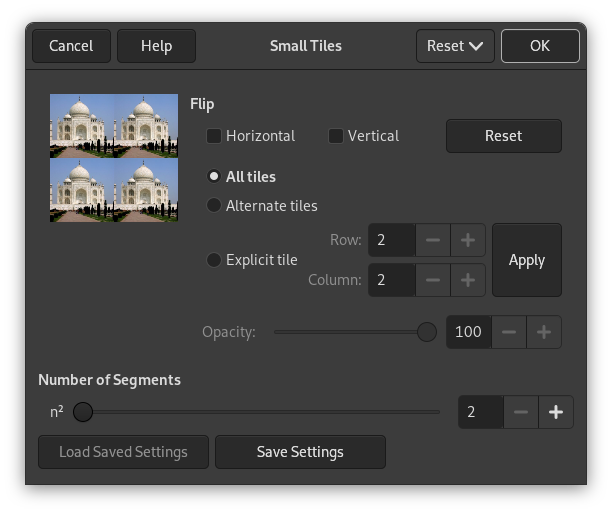 Cancel Help Small Tiles Reset OK
Flip
Horizontal Vertical Reset
All tiles
Alternate tiles
Row: 2
Explicit tile Apply
Column: 2
Opacity: 100
Number of Segments
n² 2
Load Saved Settings Save Settings